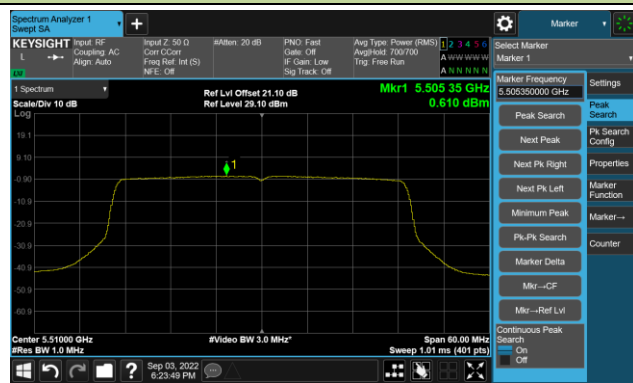 Spectrum Analyzer 1
Swept SA
+
Marker
KEYSIGHT
L
LXI
Input: RF
Coupling: AC
Align: Auto
Input Z: 50 Ω
Corr CCorr
Freq Ref: Int (S)
NFE: Off
#Atten: 20 dB
PNO: Fast
Gate: Off
IF Gain: Low
Sig Track: Off
Avg Type: Power (RMS)
Avg|Hold: 700/700
Trig: Free Run
1 2 3 4 5 6
A W W W W W
A N N N N N
Select Marker
Marker 1
1 Spectrum
Scale/Div 10 dB
Log
Ref Lvl Offset 21.10 dB
Ref Level 29.10 dBm
Mkr1 5.505 35 GHz
0.610 dBm
19.1
9.10
-0.90
-10.9
-20.9
-30.9
-40.9
-50.9
-60.9
1
Center 5.51000 GHz
#Res BW 1.0 MHz
#Video BW 3.0 MHz*
Span 60.00 MHz
Sweep 1.01 ms (401 pts)
Marker Frequency
5.505350000 GHz
Peak Search
Next Peak
Next Pk Right
Next Pk Left
Minimum Peak
Pk-Pk Search
Marker Delta
Mkr→CF
Mkr→Ref Lvl
Continuous Peak
Search
On
Off
Settings
Peak
Search
Pk Search
Config
Properties
Marker
Function
Marker→
Counter
?
Sep 03, 2022
6:23:49 PM